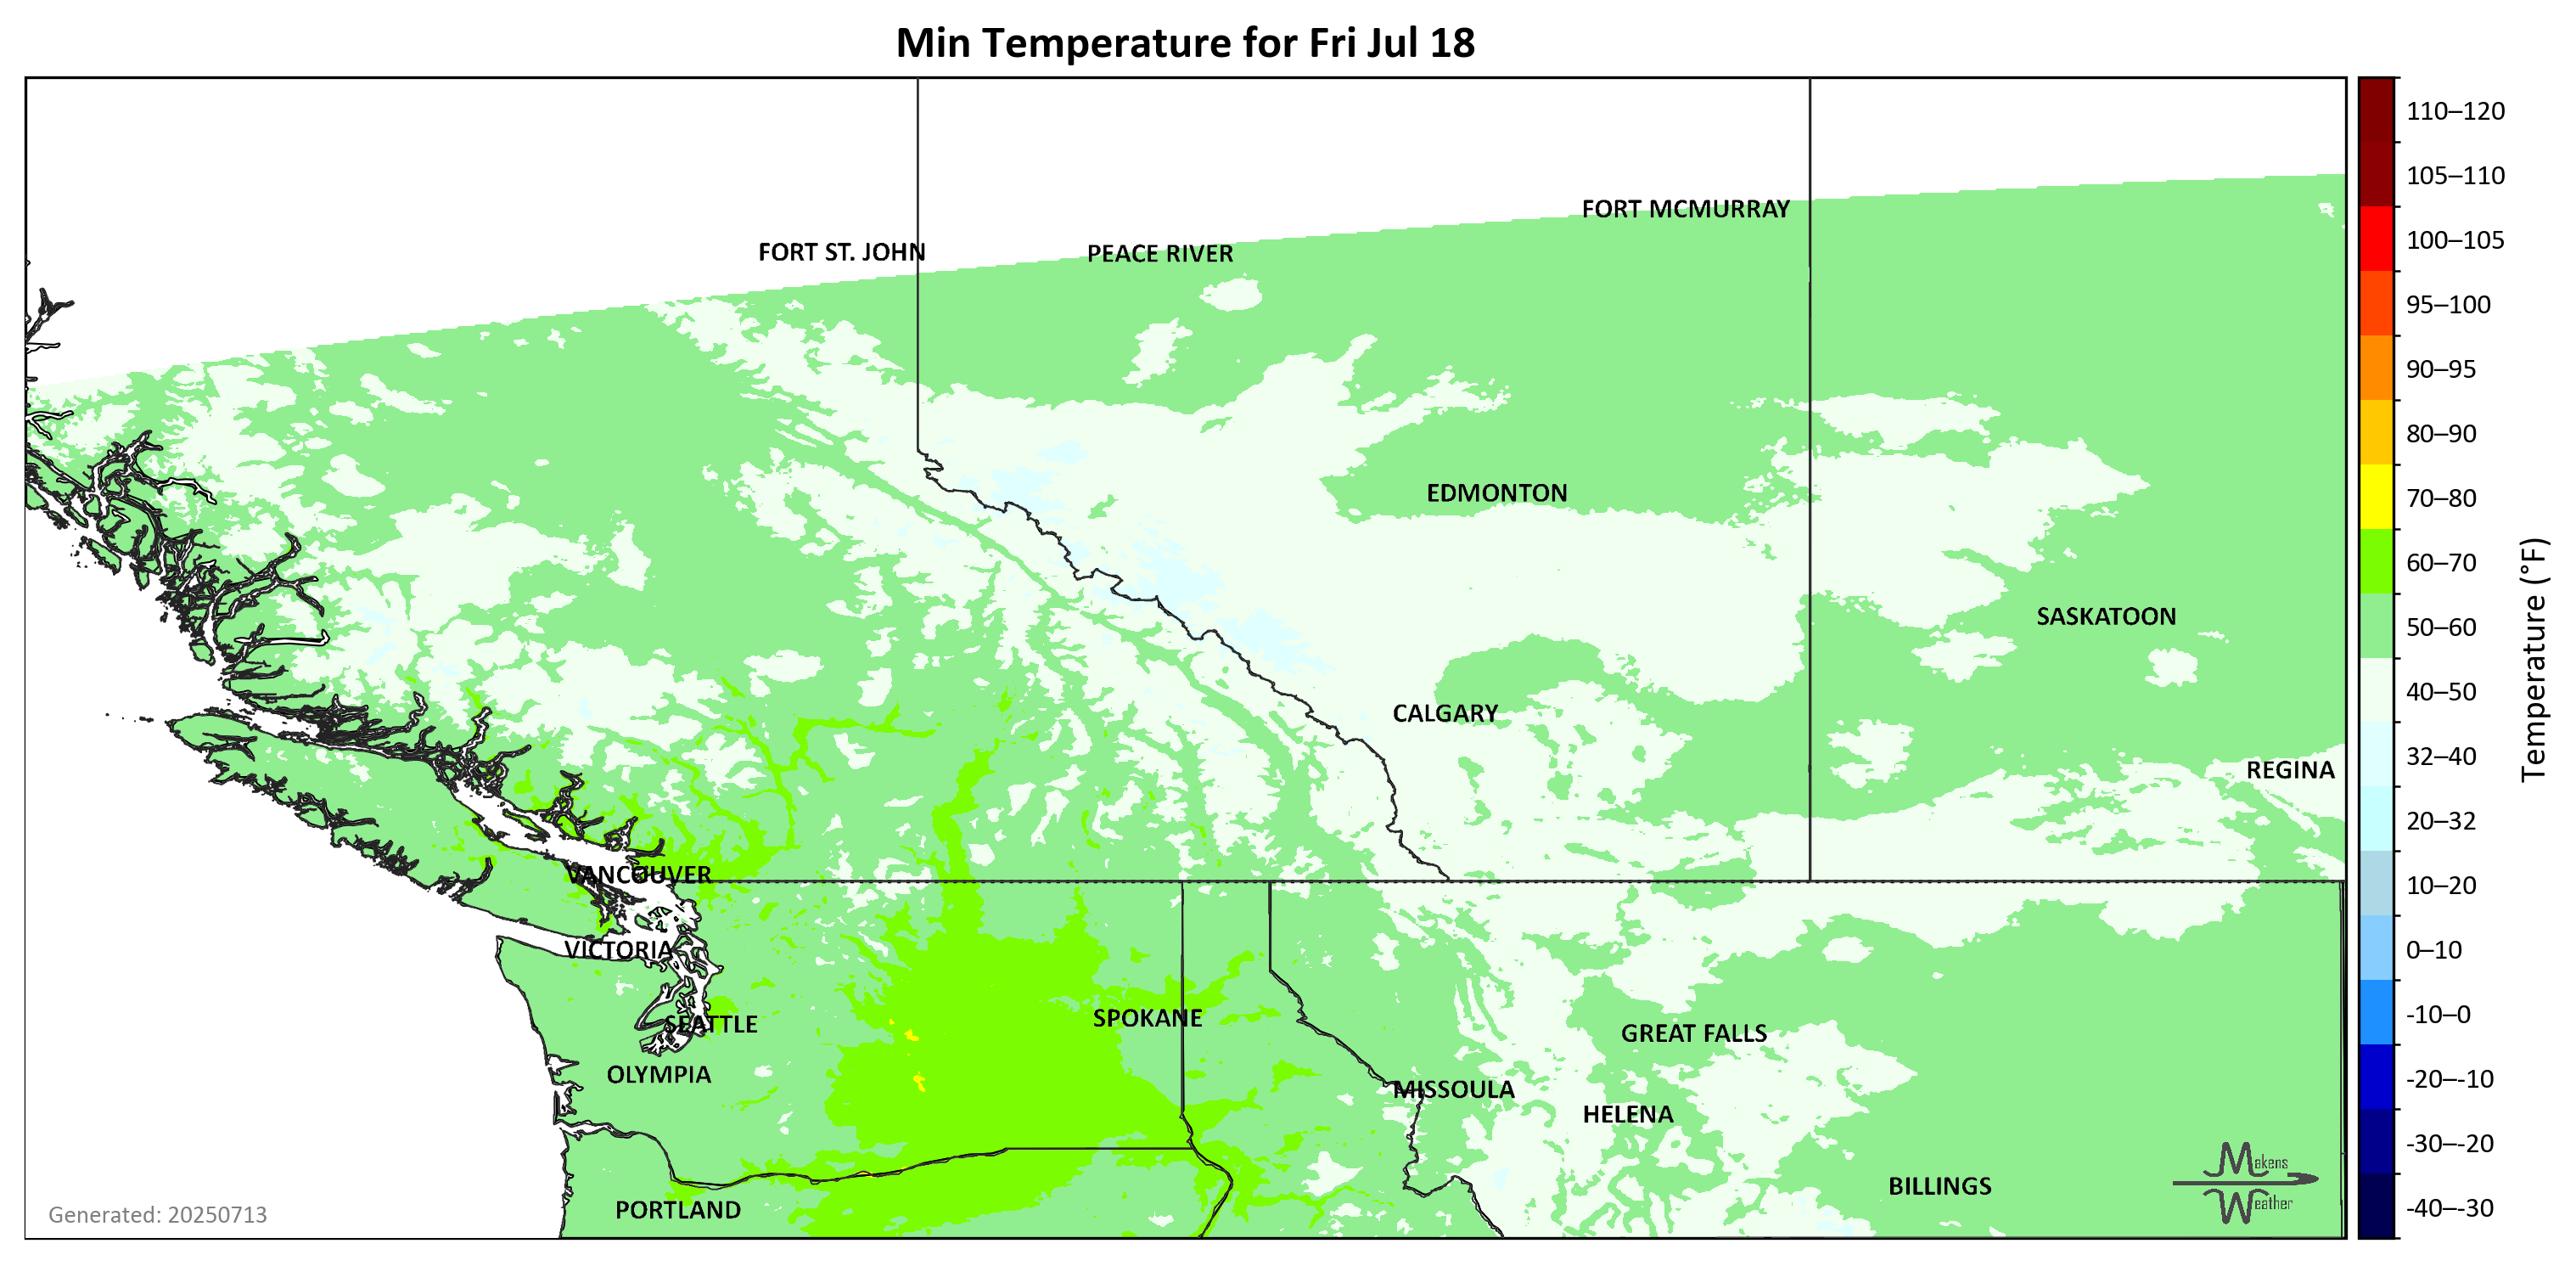 Min Temperature for Fri Jul 18
FORT MCMURRAY
FORT ST. JOHN
PEACE RIVER
EDMONTON
SASKATOON
CALGARY
REGINA
VANCOUVER
VICTORIA
SEATTLE
SPOKANE
GREAT FALLS
OLYMPIA
MISSOULA
HELENA
BILLINGS
PORTLAND
Makens
Weather
Generated: 20250713
110–120
105–110
100–105
95–100
90–95
80–90
70–80
60–70
50–60
40–50
32–40
20–32
10–20
0–10
-10–0
-20–-10
-30–-20
-40–-30
Temperature (°F)